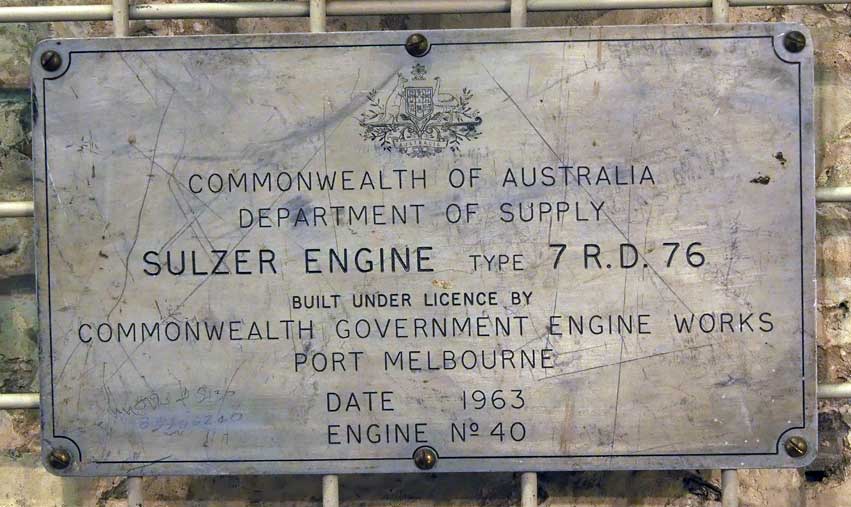 AUSTRALIA
COMMONWEALTH OF AUSTRALIA
DEPARTMENT OF SUPPLY
SULZER ENGINE TYPE 7 R.D. 76
BUILT UNDER LICENCE BY
COMMONWEALTH GOVERNMENT ENGINE WORKS
PORT MELBOURNE
DATE 1963
ENGINE Nº 40